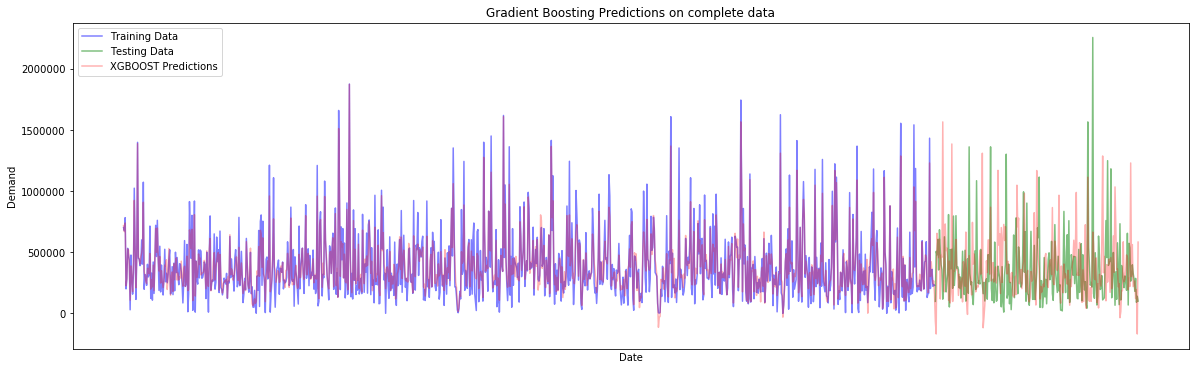 Gradient Boosting Predictions on complete data
Training Data
Testing Data
XGBOOST Predictions
2000000
1500000
1000000
500000
0
Demand
Date